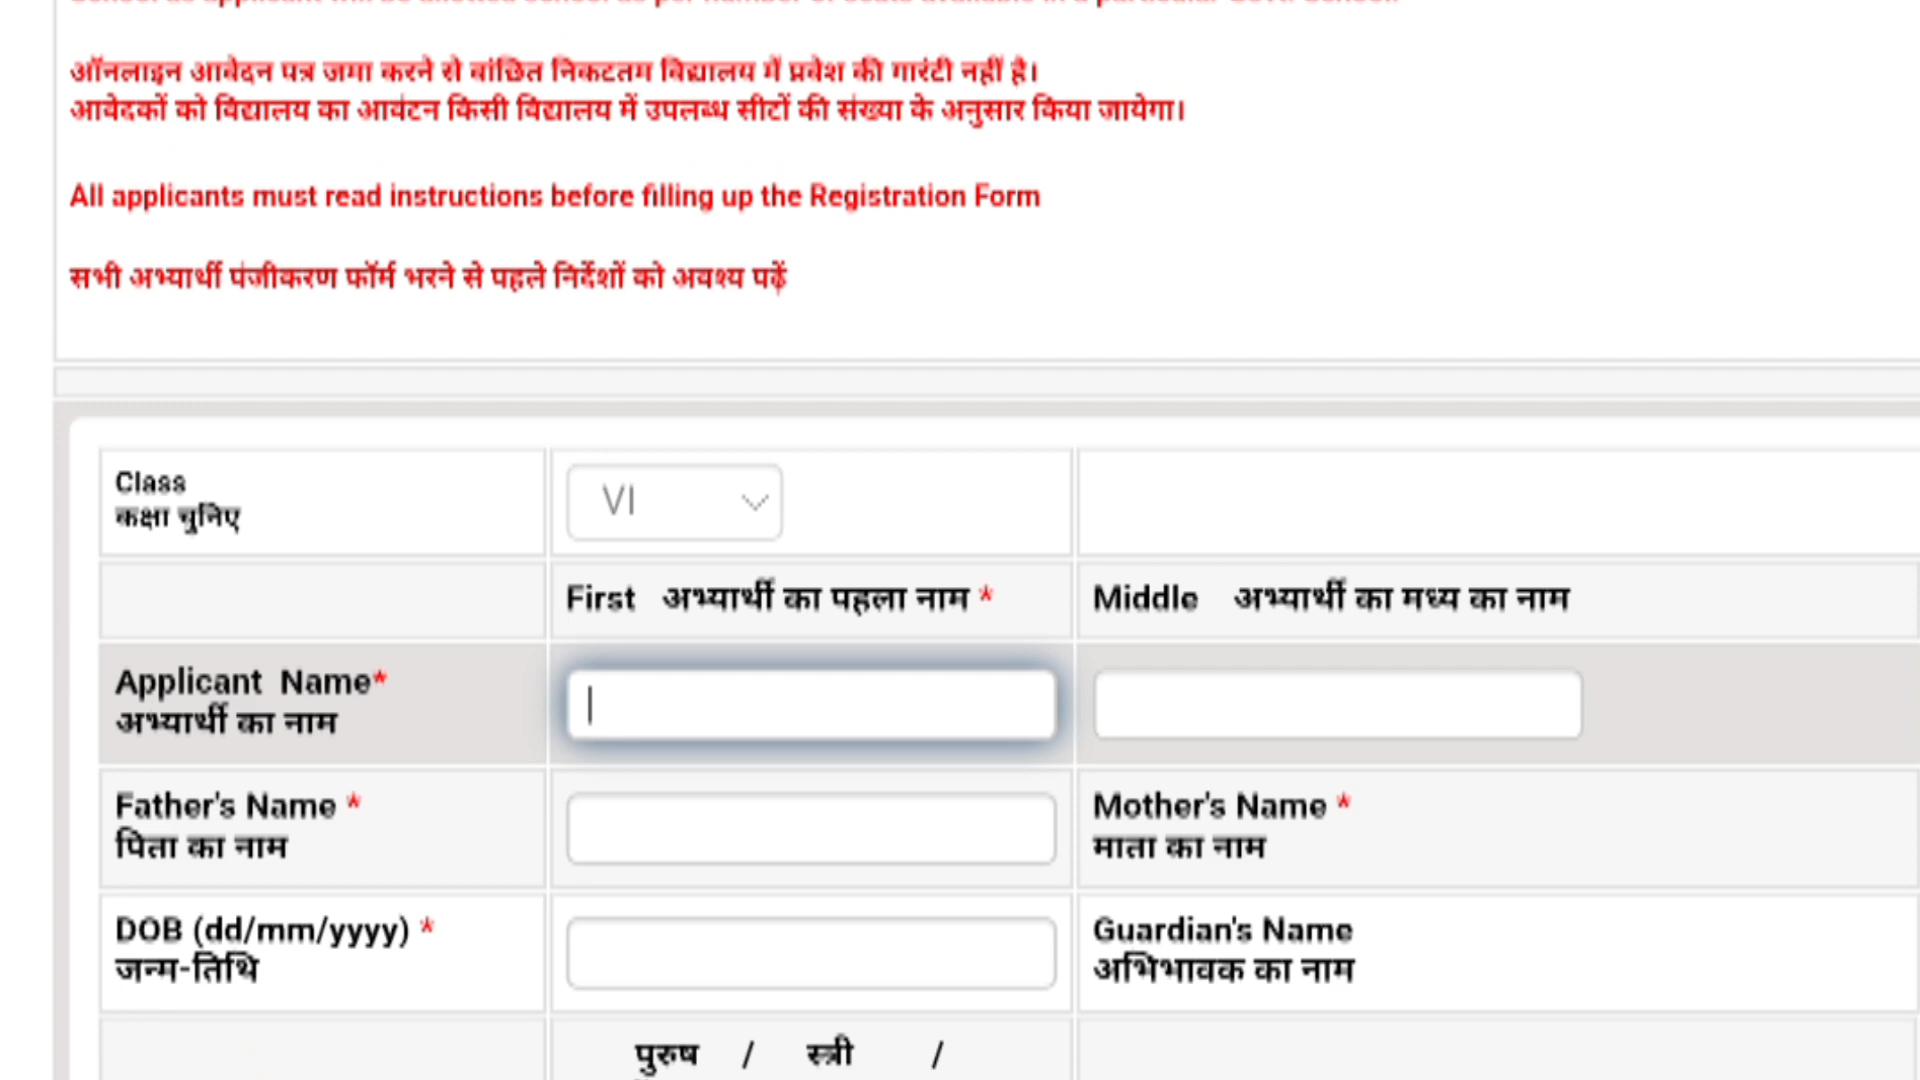 ऑनलाइन आवेदन पत्र जमा करने से वांछित निकटतम विद्यालय में प्रवेश की गारंटी नहीं है।
आवेदकों को विद्यालय का आवंटन किसी विद्यालय में उपलब्ध सीटों की संख्या के अनुसार किया जायेगा।
All applicants must read instructions before filling up the Registration Form
सभी अभ्यार्थी पंजीकरण फॉर्म भरने से पहले निर्देशों को अवश्य पढ़ें
Class
कक्षा चुनिए
VI
First अभ्यार्थी का पहला नाम *
Middle अभ्यार्थी का मध्य का नाम
Applicant Name*
अभ्यार्थी का नाम
Father's Name *
पिता का नाम
Mother's Name *
माता का नाम
DOB (dd/mm/yyyy) *
जन्म-तिथि
Guardian's Name
अभिभावक का नाम
पुरुष / स्त्री /